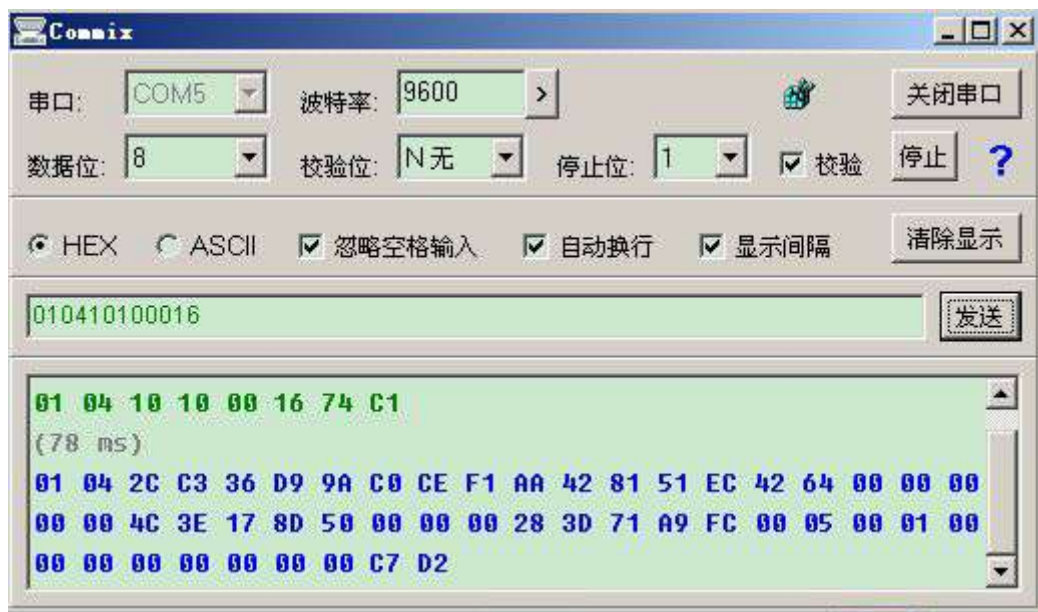 Commix
串口: COM5 波特率: 9600 > 关闭串口
数据位: 8 校验位: N 无 停止位: 1 校验 停止 ?
HEX ASCII 忽略空格输入 自动换行 显示间隔 清除显示
010410100016 发送
01 04 10 10 00 16 74 C1
(78 ms)
01 04 2C C3 36 D9 9A C0 CE F1 AA 42 81 51 EC 42 64 00 00 00
00 00 4C 3E 17 8D 50 00 00 00 28 3D 71 A9 FC 00 05 00 01 00
00 00 00 00 00 00 00 C7 D2